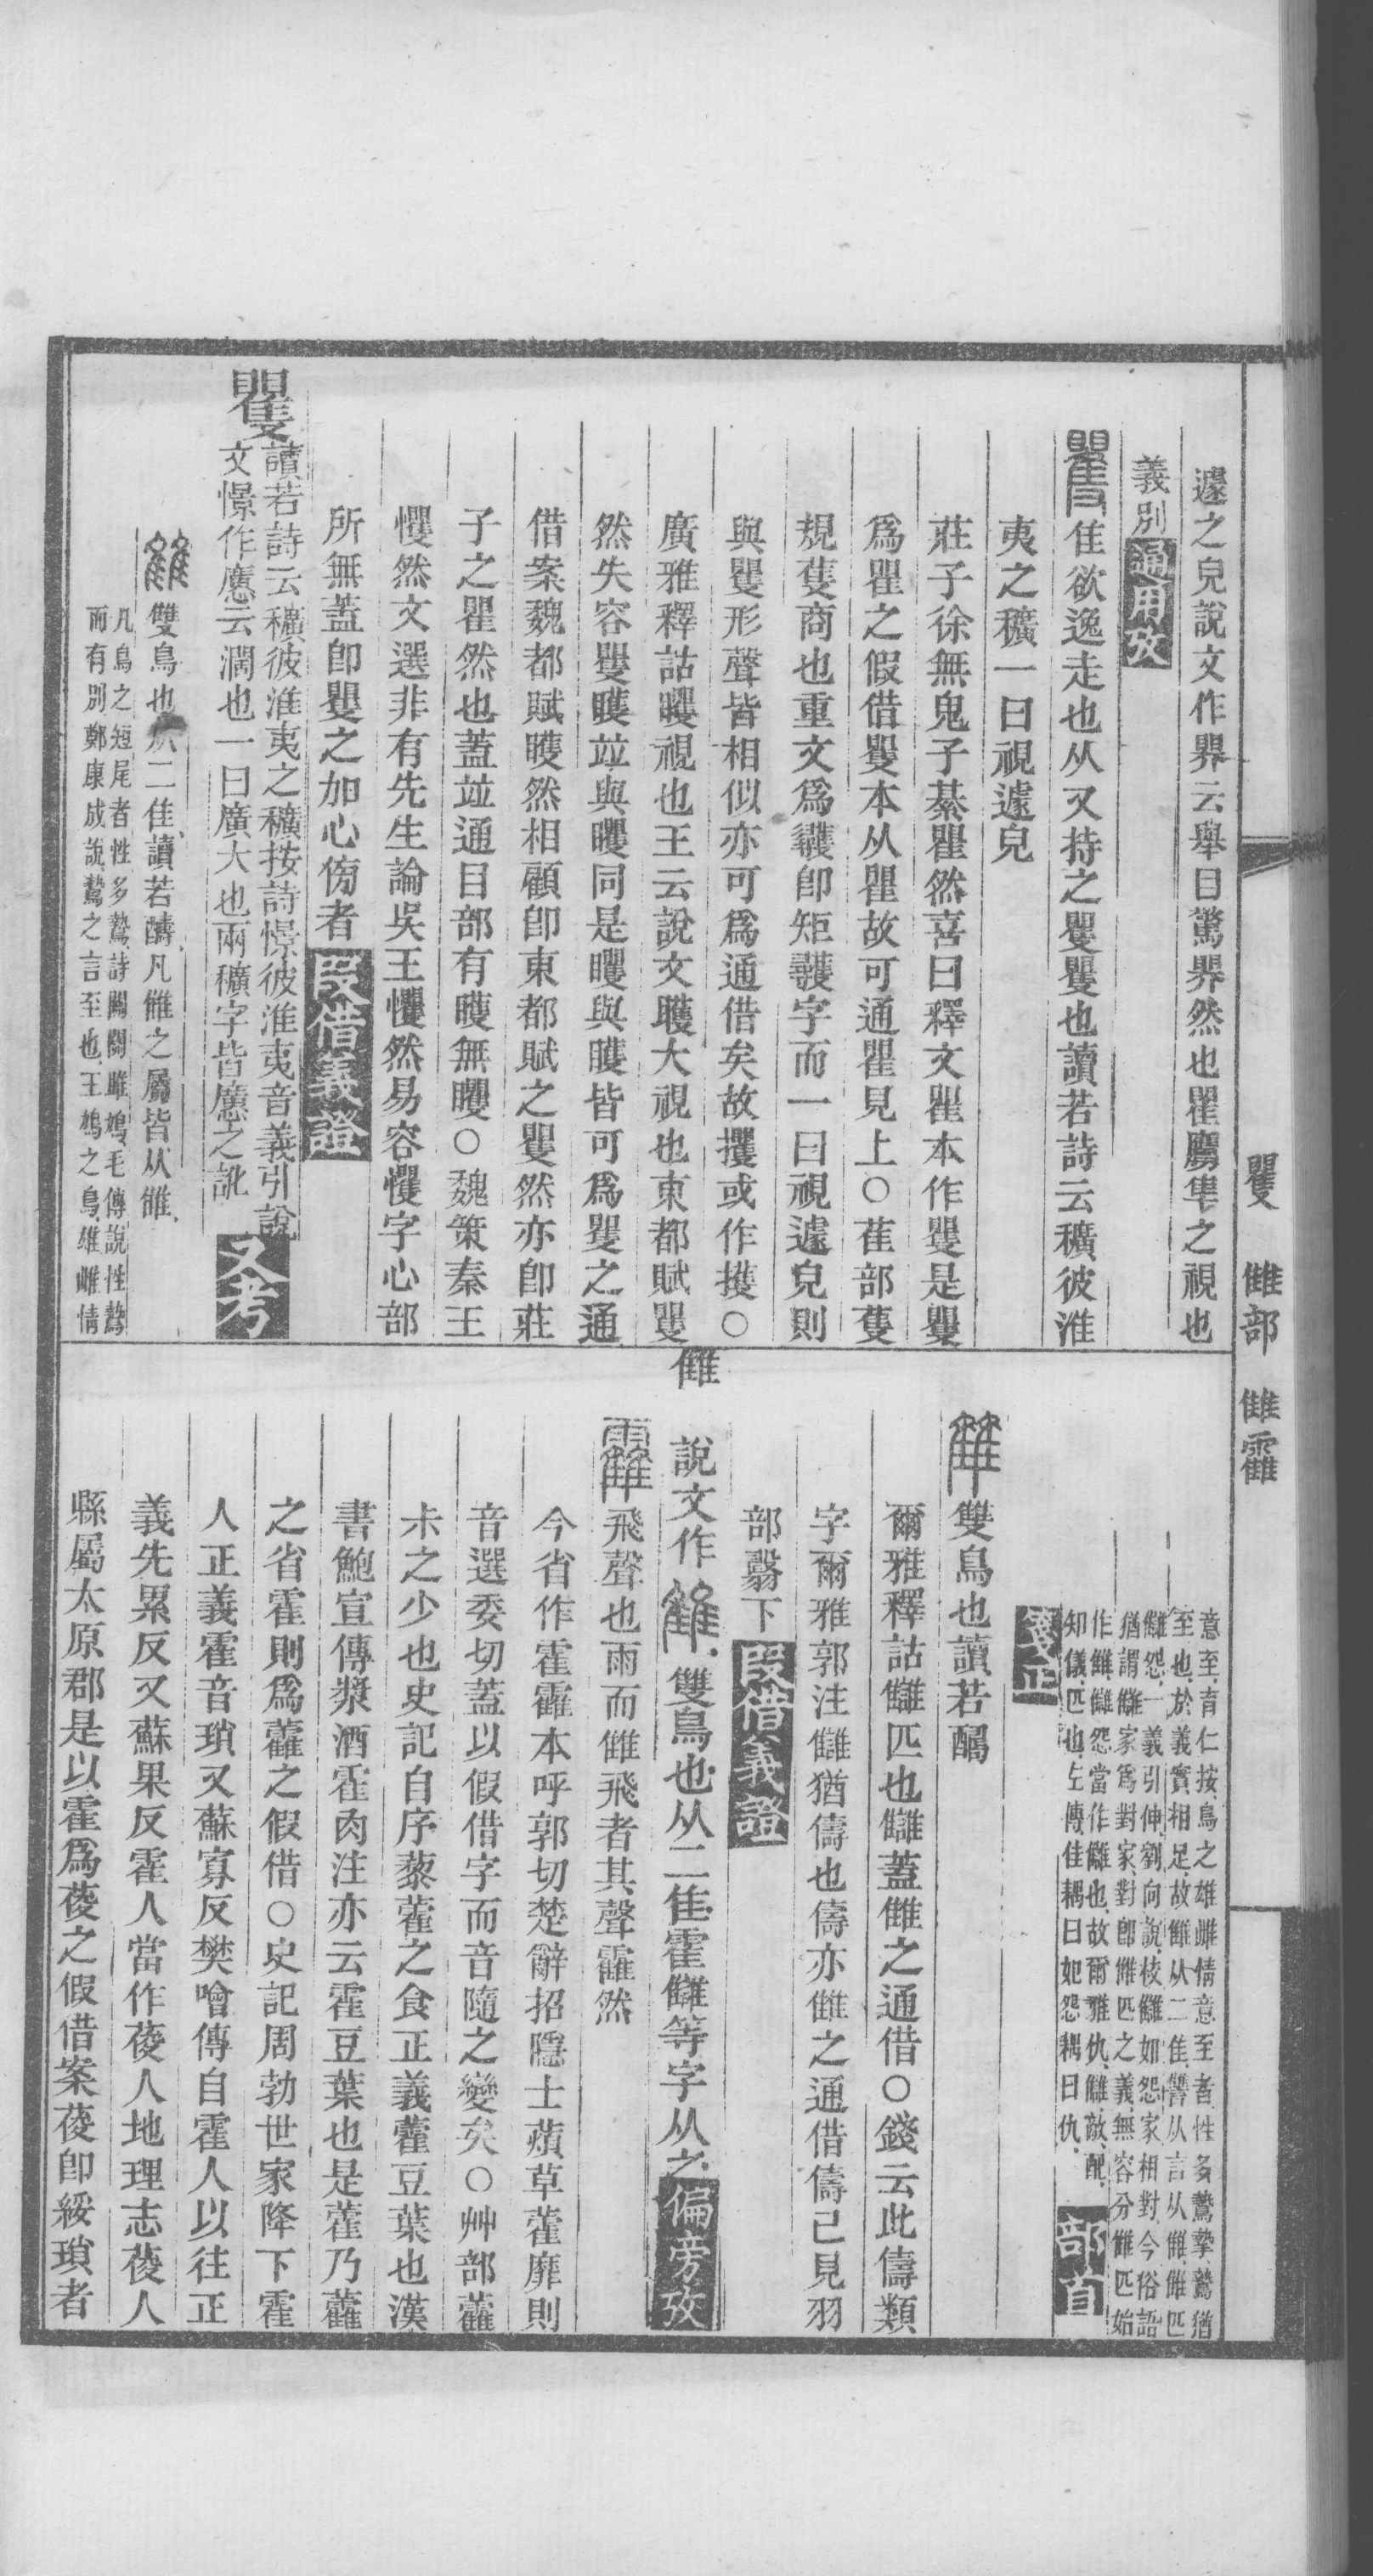 遽之皃說文作界云舉目驚界然也瞿鷹隼之視也
義別通用攷
隹欲逸走也从又持之矍矍也讀若詩云穬彼淮
夷之穬一曰視遽皃
莊子徐無鬼子綦瞿然喜曰釋文瞿本作矍是矍
爲瞿之假借矍本从瞿故可通瞿見上○萑部蒦
規蒦商也重文爲彠卽矩彠字而一曰視遽皃則
與矍形聲皆相似亦可爲通借矣故攫或作擭○
廣雅釋詁矆視也王云說文矆大視也東都賦矍
然失容矍矆竝與矆同是矆與矆皆可爲矍之通
借案魏都賦矆然相顧卽東都賦之矍然亦卽莊
子之瞿然也蓋竝通目部有矆無矆○魏策秦王
戄然文選非有先生論吳王戄然易容戄字心部
所無蓋卽矍之加心傍者叚借義證
矍
讀若詩云穬彼淮夷之穬按詩憬彼淮夷音義引說
文憬作懬云濶也一曰廣大也兩穬字皆懬之訛
又考
雔
雙鳥也从二隹讀若醻凡雔之屬皆从雔
凡鳥之短尾者性多鷙詩關關雎鳩毛傳說性鷙
而有別鄭康成說鷙之言至也王鳩之鳥雄雌情
瞿 雔部 雔靃
意至育仁按鳥之雄雌情意至者性多鷙摯鷙猶
至也於義實相足故雔从二隹讐从言从雔雔匹
讎怨一義引伸劉向說校讎如怨家相對今俗語
猶謂讎家爲對家對卽雔匹之義無容分雔匹始
作雔讎怨當作讎也故爾雅仇讎敵配
知儀匹也左傳佳耦曰妃怨耦曰仇
部首
雙鳥也讀若醻
爾雅釋詁讎匹也讎蓋雔之通借○錢云此儔類
字爾雅郭注讎猶儔也儔亦雔之通借儔已見羽
部翿下叚借義證
雔
說文作雔雙鳥也从二隹霍讎等字从之偏旁攷
靃
飛聲也雨而雔飛者其聲靃然
今省作霍靃本呼郭切楚辭招隱士薠草靃靡則
音選委切蓋以假借字而音隨之變矣○艸部藿
尗之少也史記自序藜藿之食正義藿豆葉也漢
書鮑宣傳漿酒霍肉注亦云霍豆葉也是藿乃藿
之省霍則爲藿之假借○史記周勃世家降下霍
人正義霍音瑣又蘇寡反樊噲傳自霍人以往正
義先累反又蘇果反霍人當作葰人地理志葰人
縣屬太原郡是以霍爲葰之假借案葰卽綏瑣者